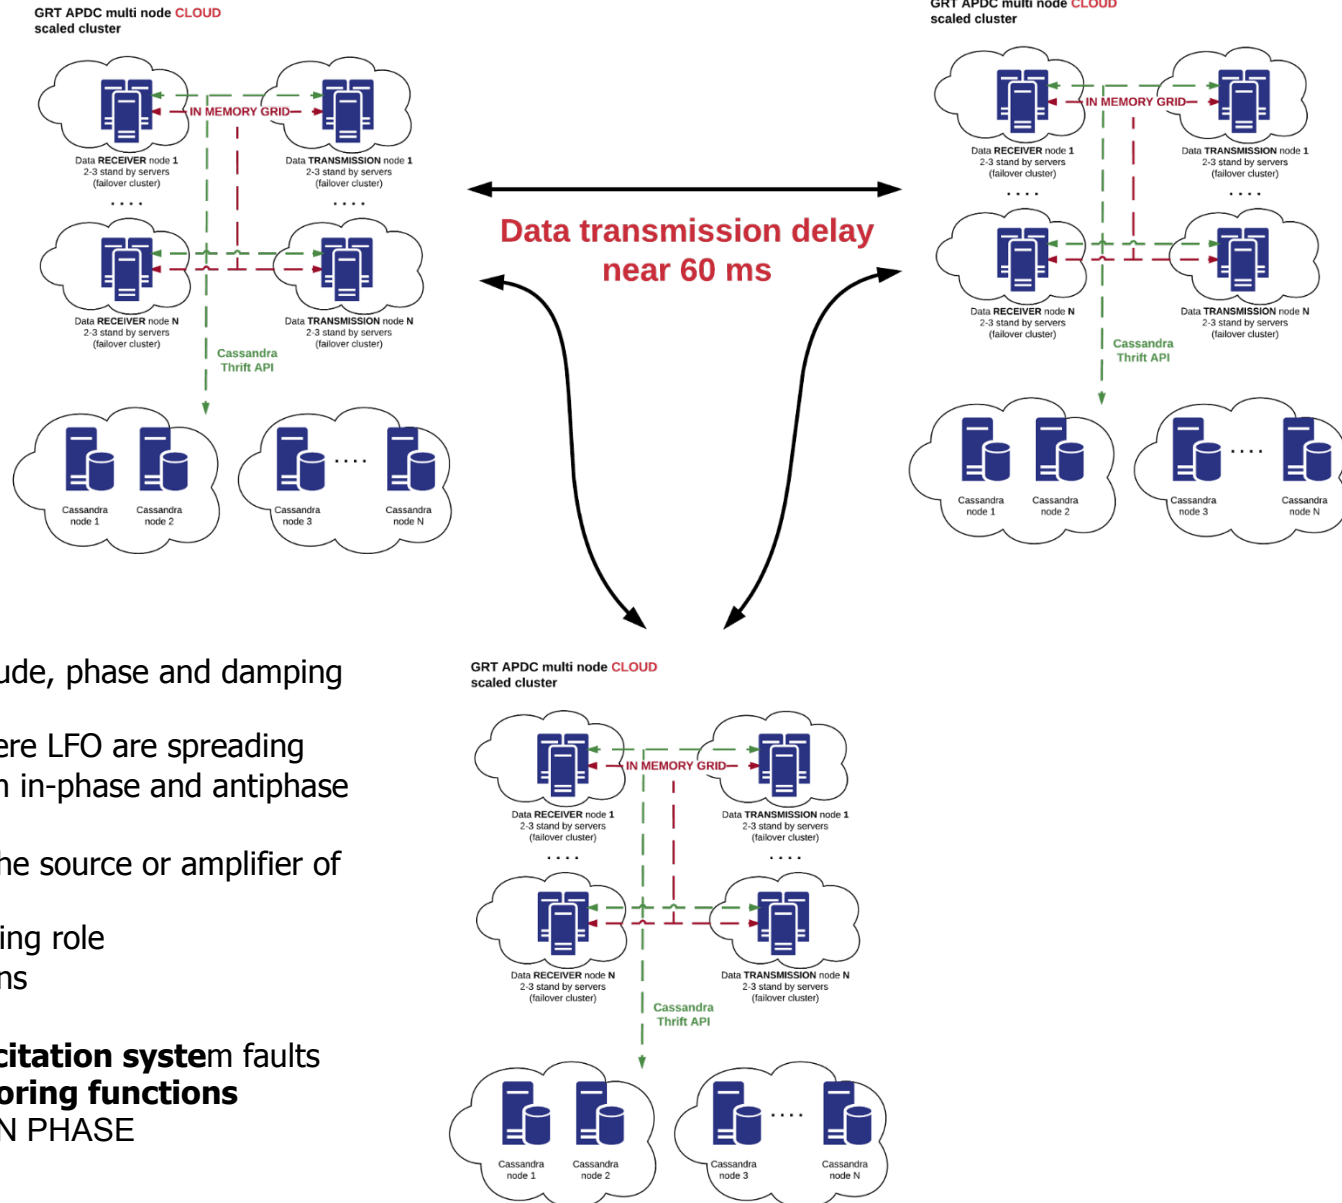 GRT APDC multi node CLOUD
scaled cluster
IN MEMORY GRID
Data RECEIVER node 1
2-3 stand by servers
(failover cluster)
Data TRANSMISSION node 1
2-3 stand by servers
(failover cluster)
. . . .
. . . .
Data RECEIVER node N
2-3 stand by servers
(failover cluster)
Data TRANSMISSION node N
2-3 stand by servers
(failover cluster)
Cassandra
Thrift API
. . . .
Cassandra
node 1
Cassandra
node 2
Cassandra
node 3
Cassandra
node N
Data transmission delay
near 60 ms
GRT APDC multi node CLOUD
scaled cluster
IN MEMORY GRID
Data RECEIVER node 1
2-3 stand by servers
(failover cluster)
Data TRANSMISSION node 1
2-3 stand by servers
(failover cluster)
. . . .
. . . .
Data RECEIVER node N
2-3 stand by servers
(failover cluster)
Data TRANSMISSION node N
2-3 stand by servers
(failover cluster)
Cassandra
Thrift API
. . . .
Cassandra
node 1
Cassandra
node 2
Cassandra
node 3
Cassandra
node N
ude, phase and damping
ere LFO are spreading
n in-phase and antiphase
he source or amplifier of
ing role
ns
citation system faults
oring functions
N PHASE
GRT APDC multi node CLOUD
scaled cluster
IN MEMORY GRID
Data RECEIVER node 1
2-3 stand by servers
(failover cluster)
Data TRANSMISSION node 1
2-3 stand by servers
(failover cluster)
. . . .
. . . .
Data RECEIVER node N
2-3 stand by servers
(failover cluster)
Data TRANSMISSION node N
2-3 stand by servers
(failover cluster)
Cassandra
Thrift API
. . . .
Cassandra
node 1
Cassandra
node 2
Cassandra
node 3
Cassandra
node N